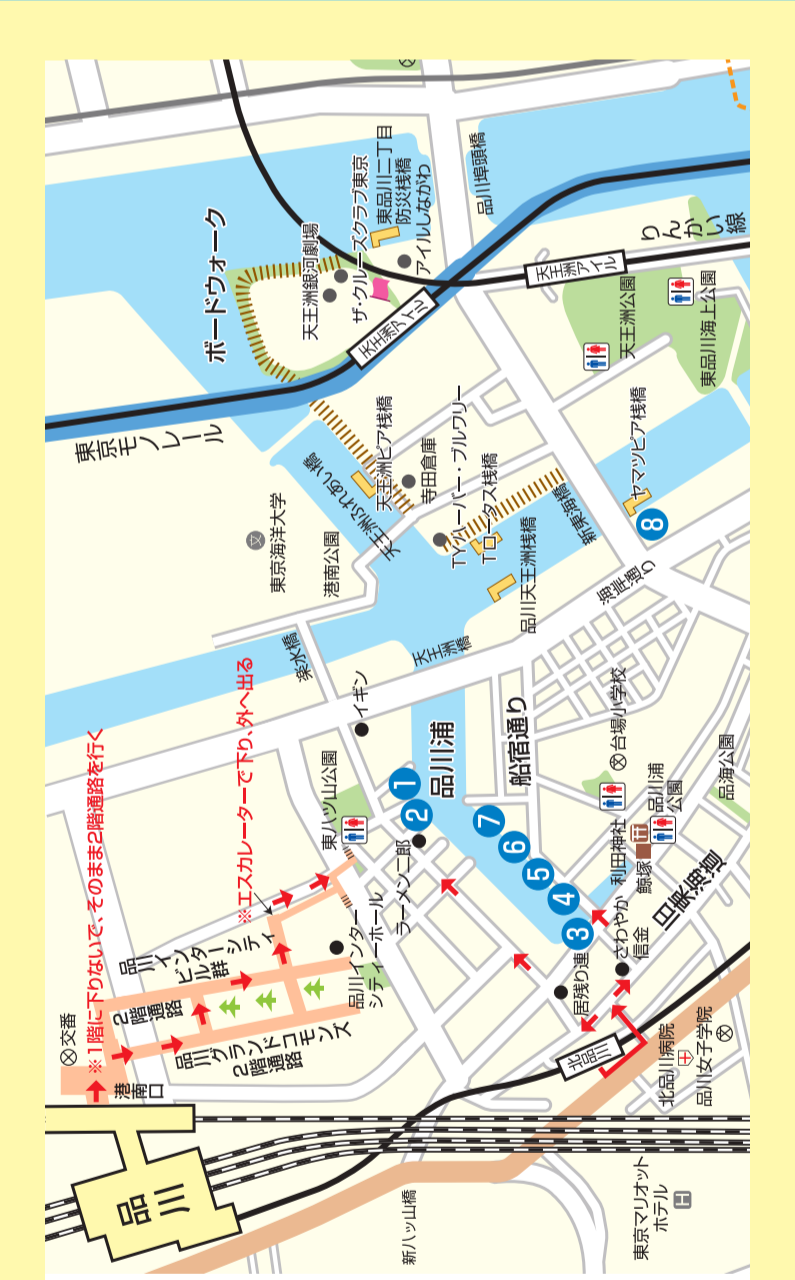 ※１階に下りないで、そのまま2階通路を行く
※エスカレーターで下り、外へ出る
交番
港南口
品川
2階
通路
品川インターシティ
ビル群
品川グランドコモンズ
2階通路
品川インター
シティーホール
東八ツ山公園
ラーメン二郎
イギン
楽水橋
東京モノレール
東京海洋大学
港南公園
天王洲ふれあい橋
天王洲ピア桟橋
寺田倉庫
T.Y.ハーバー・ブルワリー
Tロータス桟橋
品川天王洲桟橋
新東海橋
天王洲橋
海岸通り
ボードウォーク
天王洲銀河劇場
ザ・クルーズクラブ東京
東品川二丁目
防災桟橋
アイルしながわ
天王洲アイル
天王洲アイル
品川埠頭橋
りんかい線
天王洲公園
東品川海上公園
ヤマツピア桟橋
品川浦
船宿通り
1
2
3
4
5
6
7
8
台場小学校
品川浦
公園
利田神社
鯨塚
品海公園
旧東海道
さわやか
信金
居残り連
北品川
北品川病院
品川女子学院
新八ッ山橋
東京マリオット
ホテル
H
文